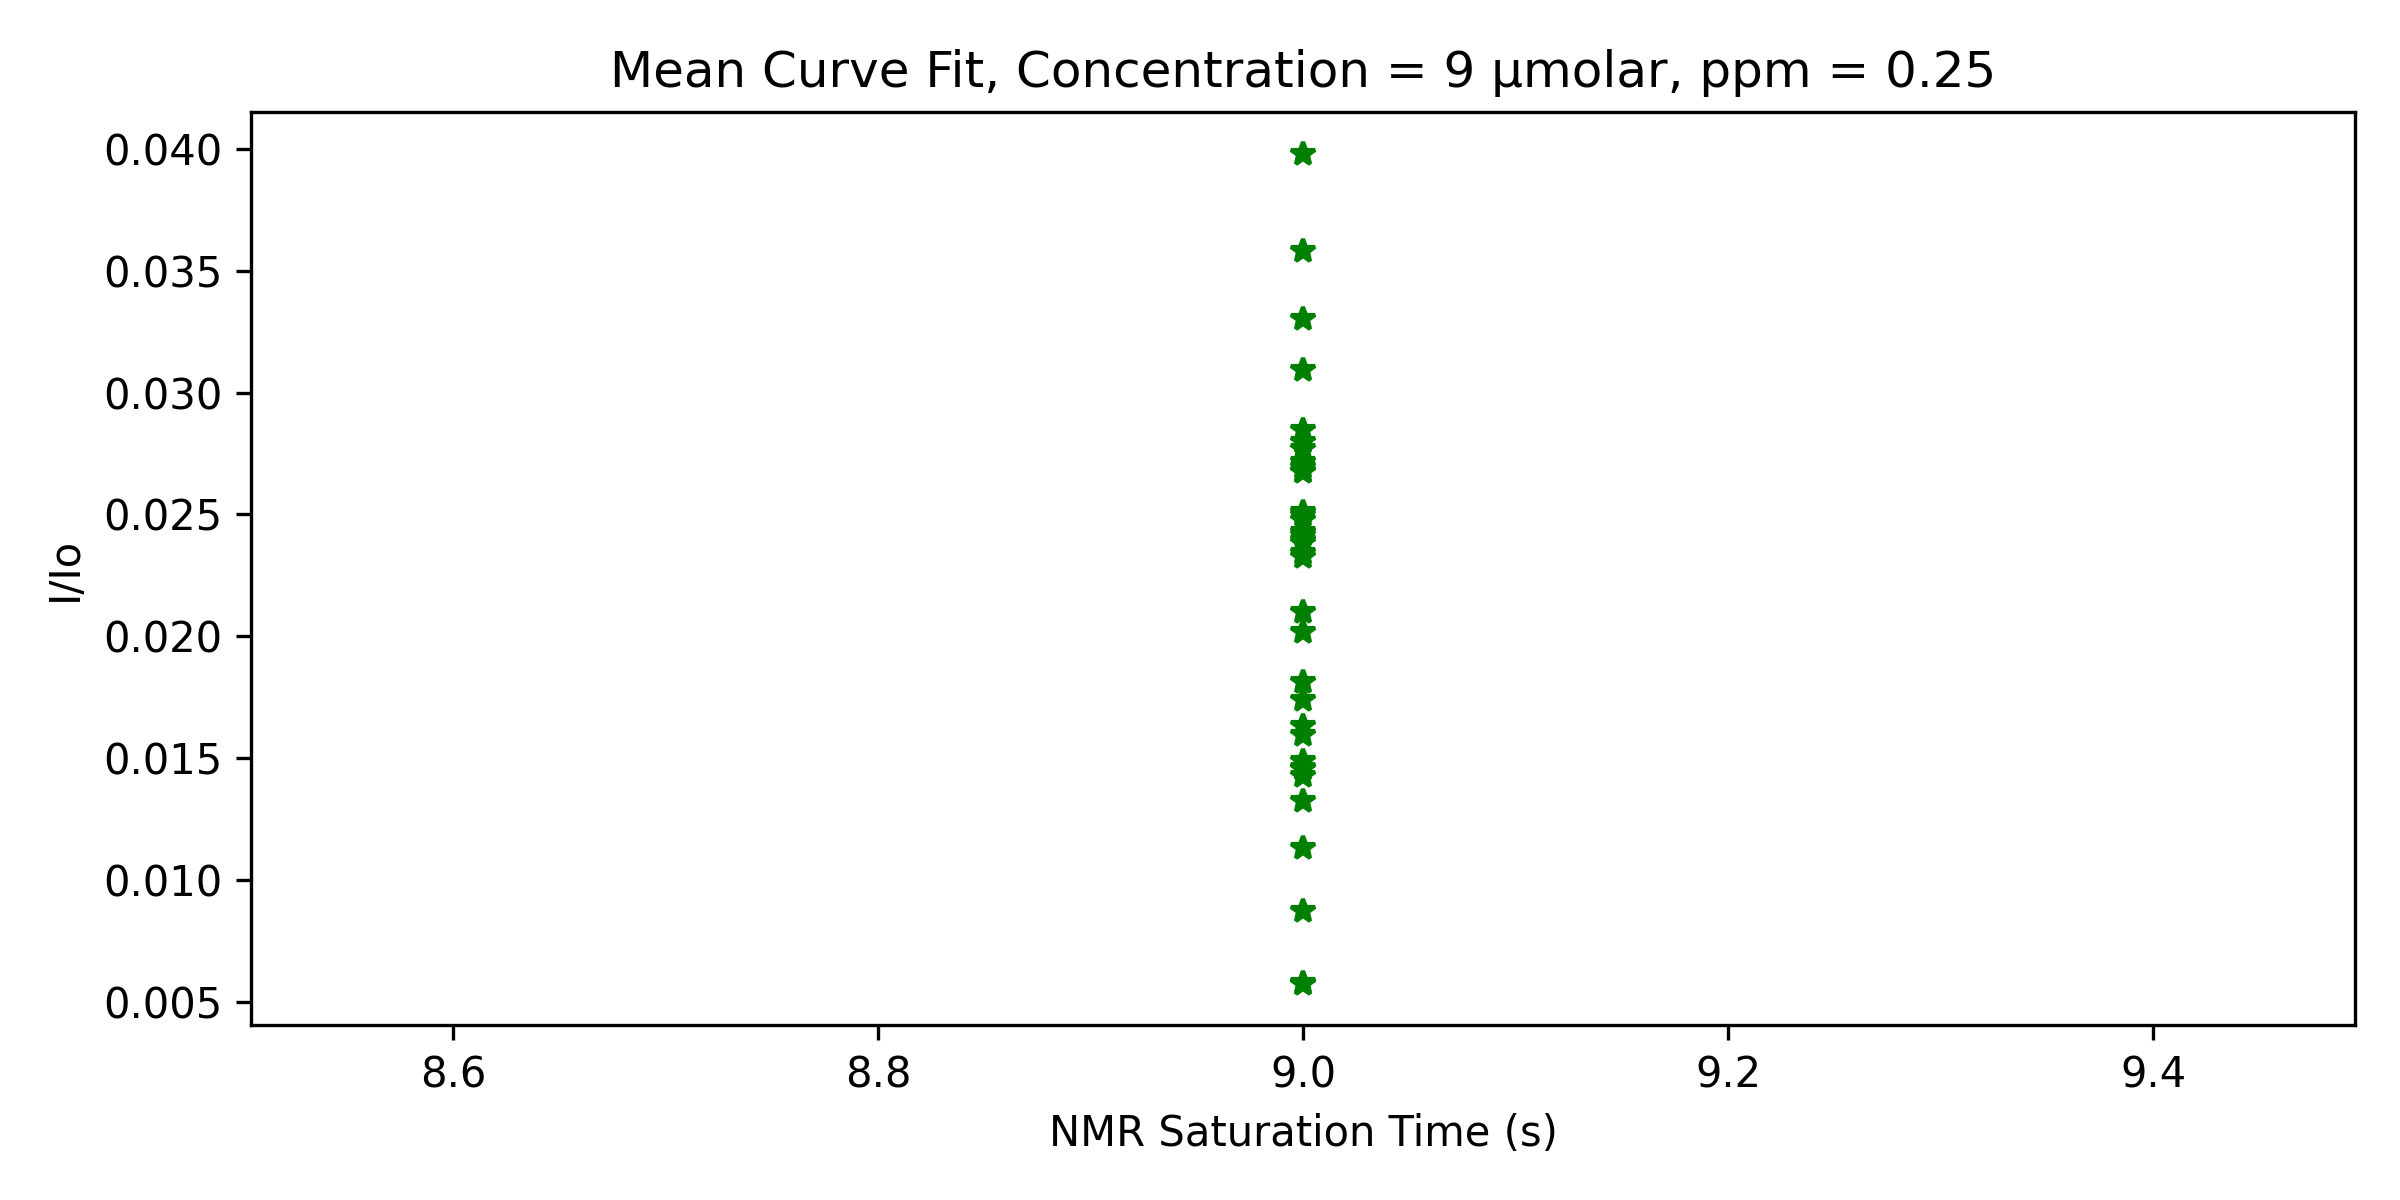 Mean Curve Fit, Concentration = 9 µmolar, ppm = 0.25
0.040
0.035
0.030
0.025
0.020
0.015
0.010
0.005
I/Io
8.6 8.8 9.0 9.2 9.4
NMR Saturation Time (s)